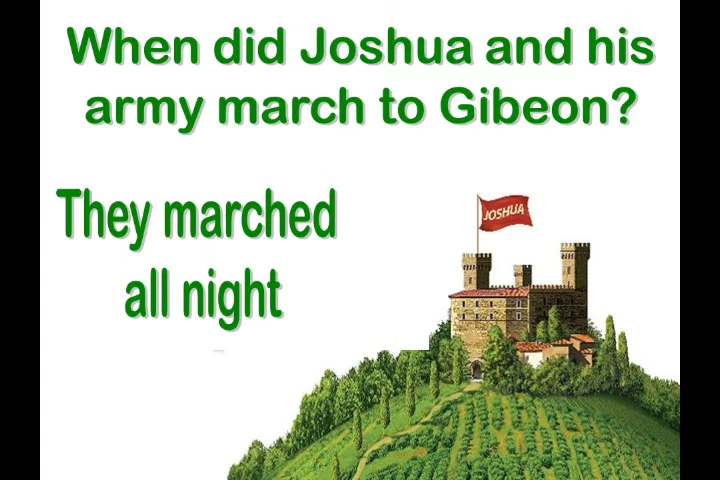 When did Joshua and his
army march to Gibeon?
They marched
all night
JOSHUA